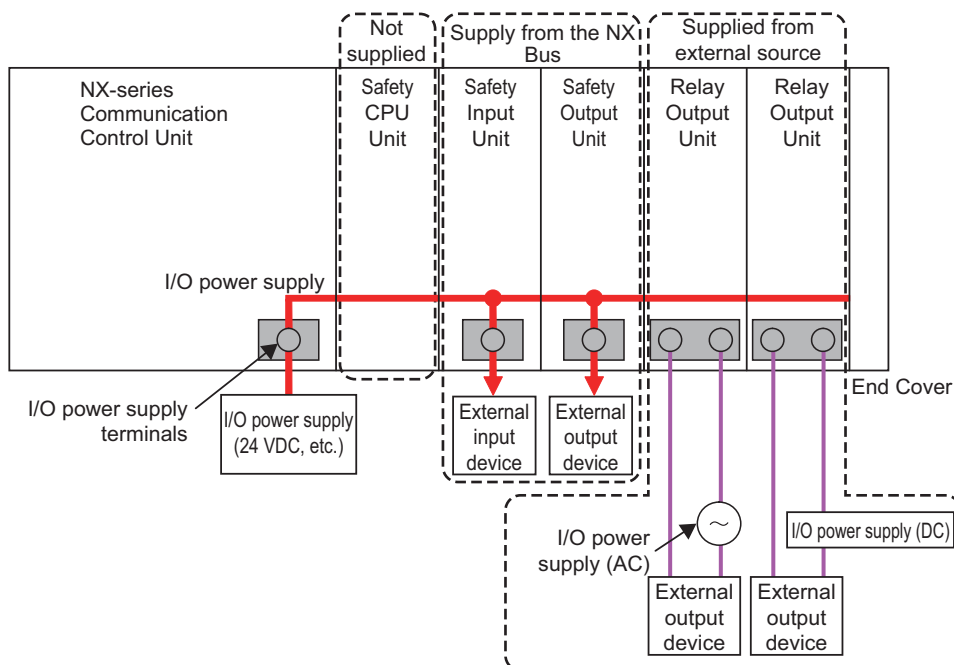 Not
supplied
Supply from the NX
Bus
Supplied from
external source
NX-series
Communication
Control Unit
Safety
CPU
Unit
Safety
Input
Unit
Safety
Output
Unit
Relay
Output
Unit
Relay
Output
Unit
I/O power supply
I/O power supply
terminals
I/O power supply
(24 VDC, etc.)
External
input
device
External
output
device
End Cover
I/O power
supply (AC)
~
I/O power supply (DC)
External
output
device
External
output
device